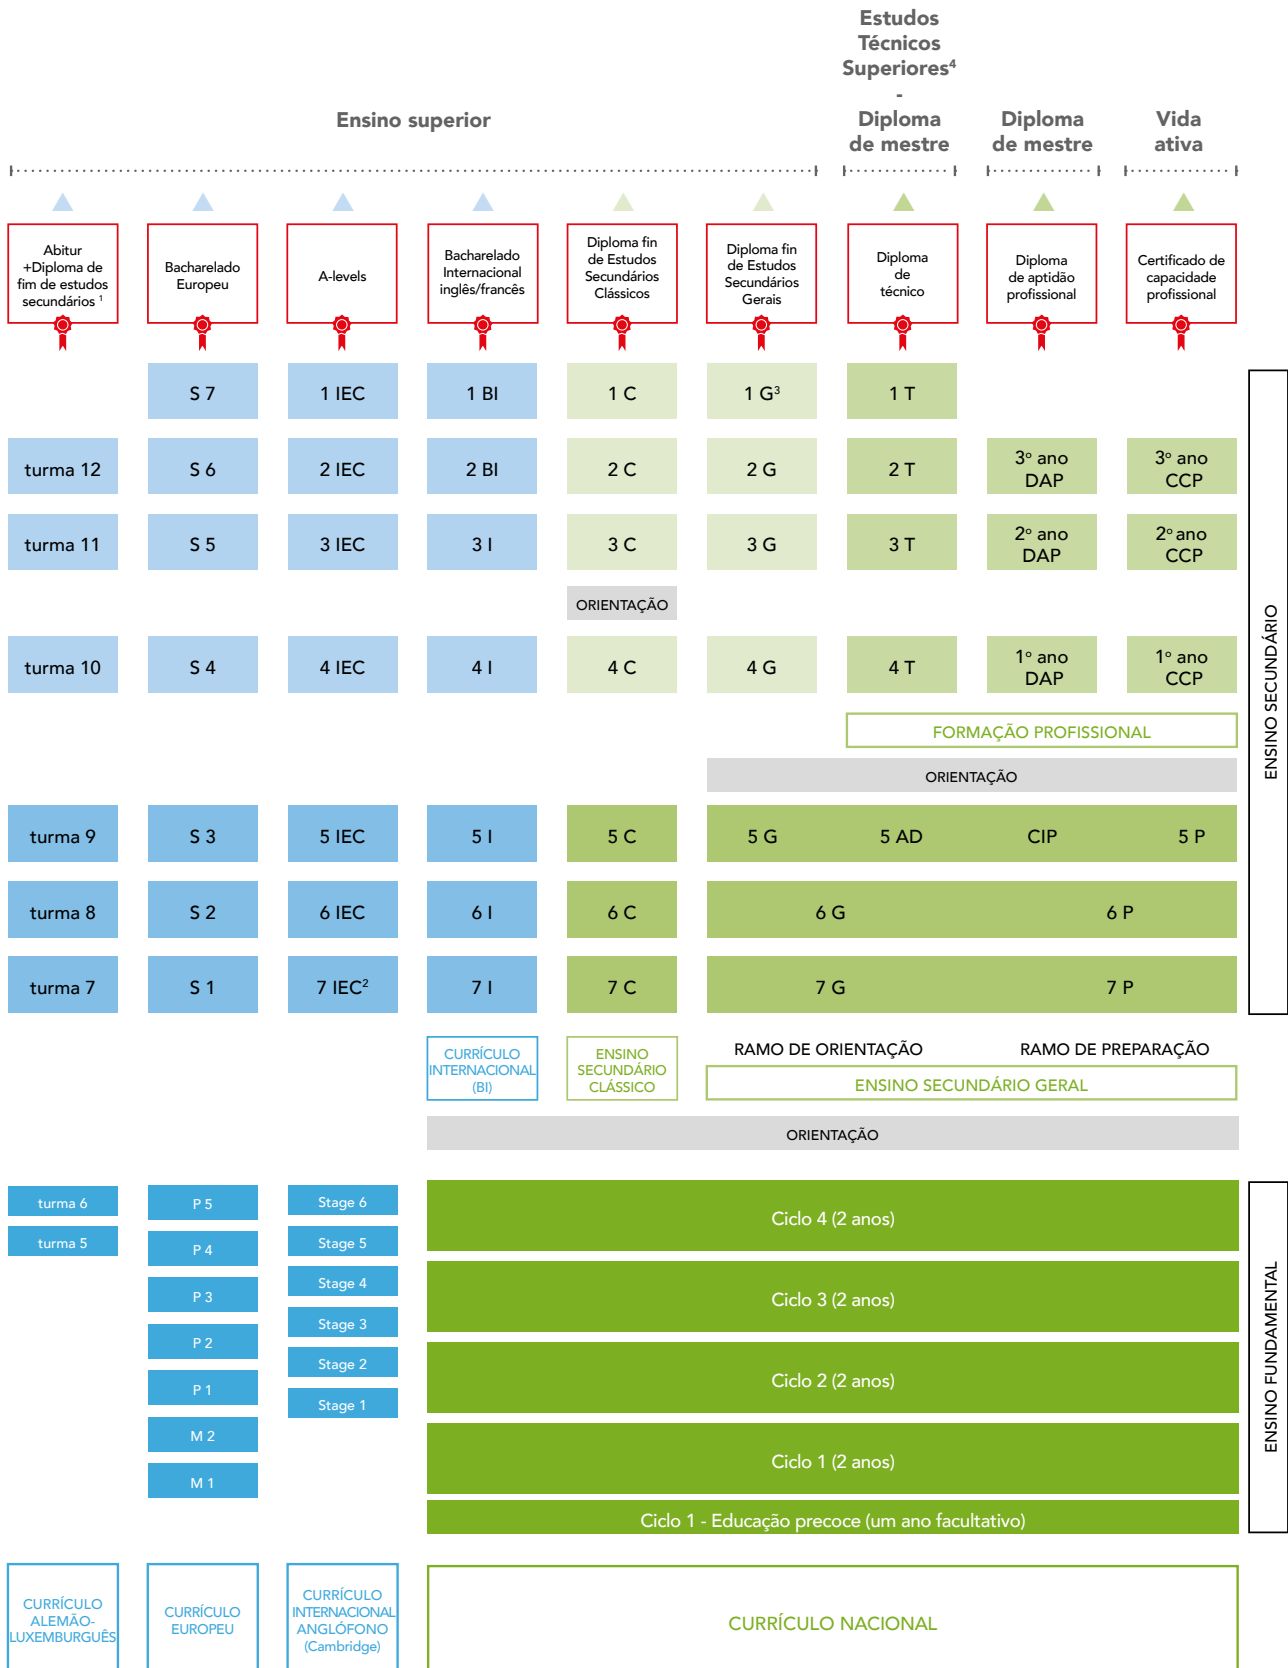 Estudos
Técnicos
Superiores⁴
-
Diploma
de mestre
Ensino superior
Diploma
de mestre
Vida
ativa
Abitur
+Diploma de
fim de estudos
secundários ¹
Bacharelado
Europeu
A-levels
Bacharelado
Internacional
inglês/francês
Diploma fin
de Estudos
Secundários
Clássicos
Diploma fin
de Estudos
Secundários
Gerais
Diploma
de
técnico
Diploma
de aptidão
profissional
Certificado de
capacidade
profissional
S 7
1 IEC
1 BI
1 C
1 G³
1 T
turma 12
S 6
2 IEC
2 BI
2 C
2 G
2 T
3º ano
DAP
3º ano
CCP
turma 11
S 5
3 IEC
3 I
3 C
3 G
3 T
2º ano
DAP
2º ano
CCP
ORIENTAÇÃO
turma 10
S 4
4 IEC
4 I
4 C
4 G
4 T
1º ano
DAP
1º ano
CCP
FORMAÇÃO PROFISSIONAL
ORIENTAÇÃO
turma 9
S 3
5 IEC
5 I
5 C
5 G
5 AD
CIP
5 P
turma 8
S 2
6 IEC
6 I
6 C
6 G
6 P
turma 7
S 1
7 IEC²
7 I
7 C
7 G
7 P
ENSINO SECUNDÁRIO
CURRÍCULO
INTERNACIONAL
(BI)
ENSINO
SECUNDÁRIO
CLÁSSICO
RAMO DE ORIENTAÇÃO
RAMO DE PREPARAÇÃO
ENSINO SECUNDÁRIO GERAL
ORIENTAÇÃO
turma 6
turma 5
P 5
P 4
P 3
P 2
P 1
M 2
M 1
Stage 6
Stage 5
Stage 4
Stage 3
Stage 2
Stage 1
Ciclo 4 (2 anos)
Ciclo 3 (2 anos)
Ciclo 2 (2 anos)
Ciclo 1 (2 anos)
Ciclo 1 - Educação precoce (um ano facultativo)
ENSINO FUNDAMENTAL
CURRÍCULO
ALEMÃO-
LUXEMBURGUÊS
CURRÍCULO
EUROPEU
CURRÍCULO
INTERNACIONAL
ANGLÓFONO
(Cambridge)
CURRÍCULO NACIONAL